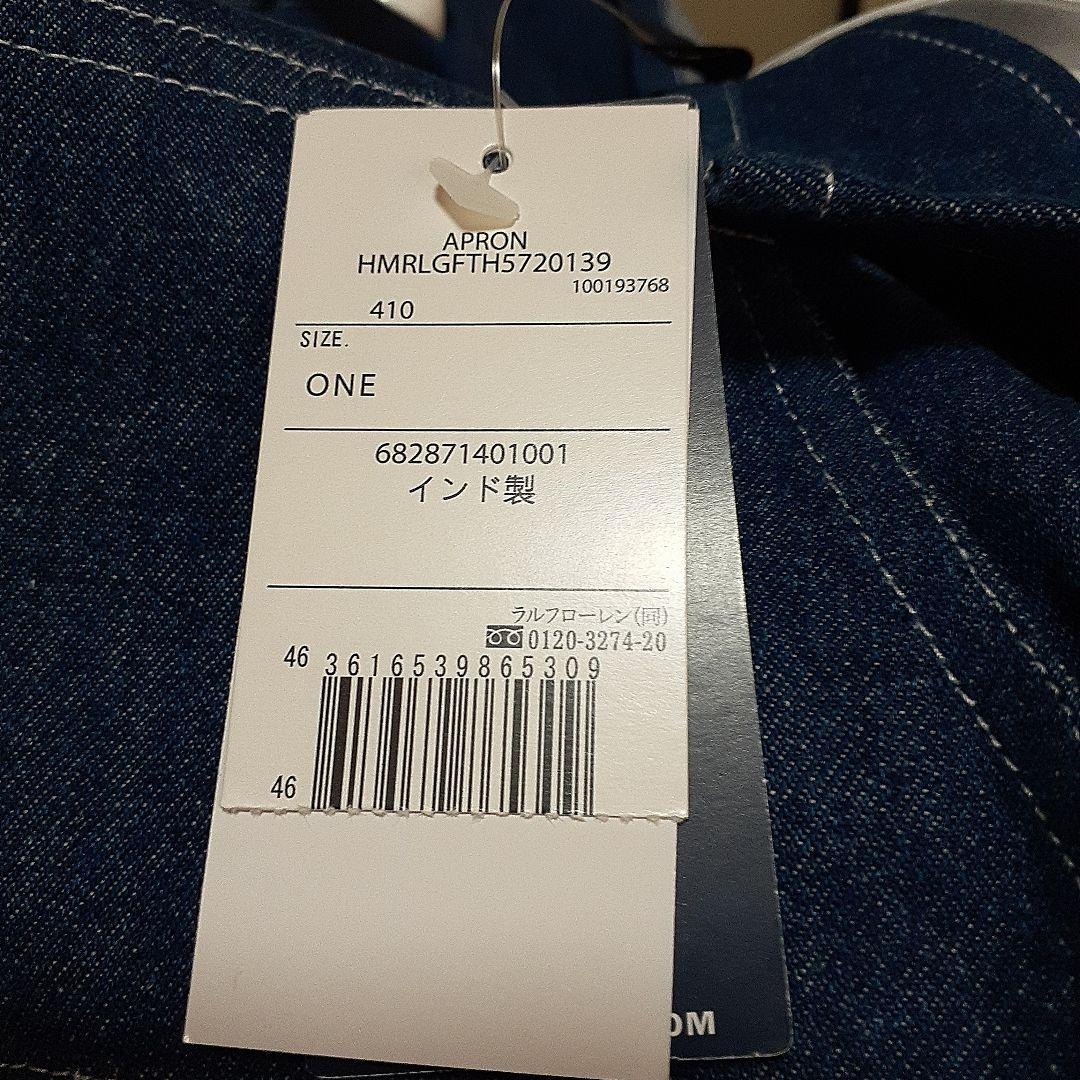 APRON
HMRLGFTH5720139
100193768
410
SIZE.
ONE
682871401001
インド製
ラルフローレン(同)
0120-3274-20
46 3616539865309
46
OM